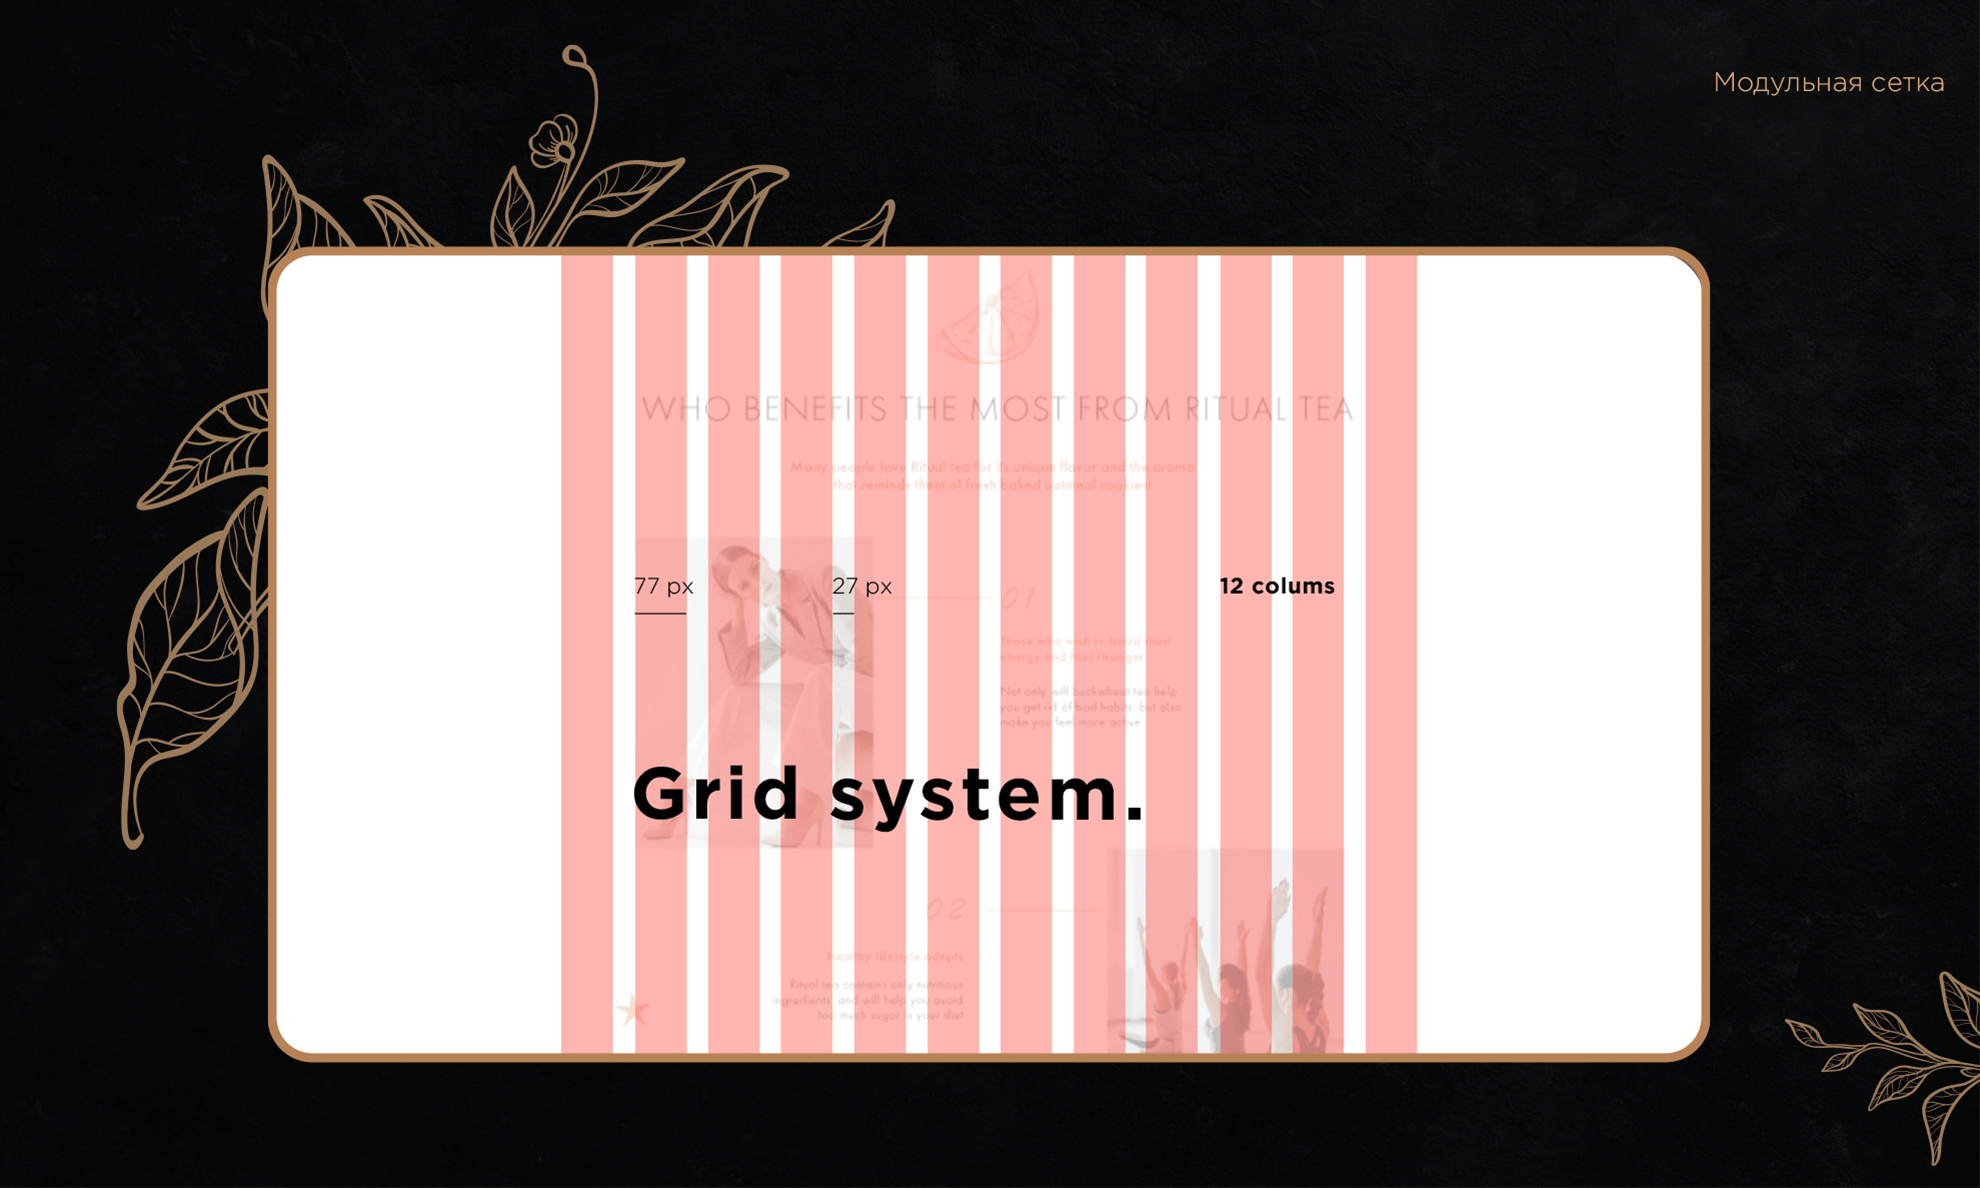 Модульная сетка
WHO BENEFITS THE MOST FROM RITUAL TEA
Many people love Ritual tea for its unique flavor and the aroma
that reminds them of fresh baked oatmeal cookies!
77 px
27 px
12 colums
01
Those who wish to boost their
energy and feel stronger
Not only will buckwheat tea help
you get rid of bad habits, but also
make you feel more active
Grid system.
02
Healthy lifestyle adepts
Ritual tea contains only nutritious
ingredients, and will help you avoid
too much sugar in your diet